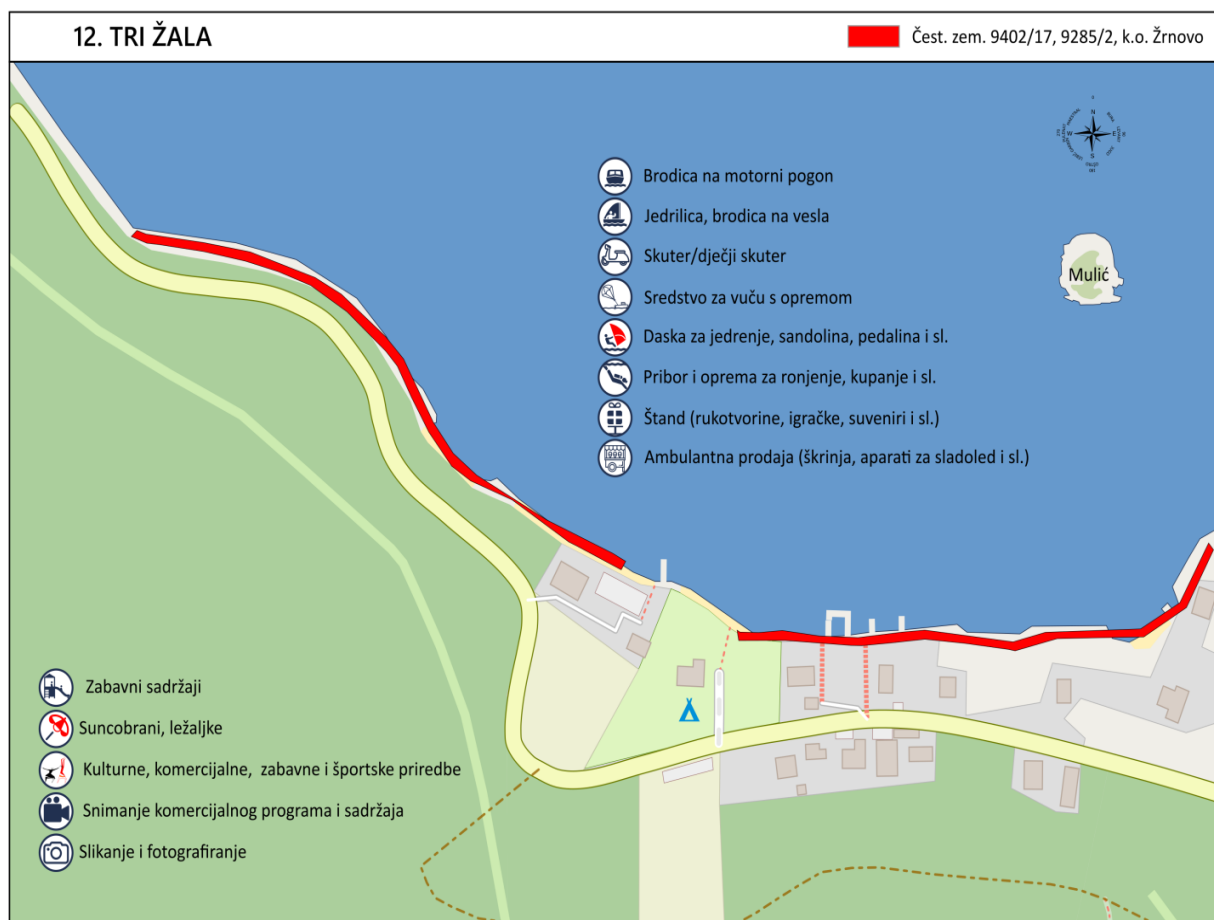 12. TRI ŽALA
Čest. zem. 9402/17, 9285/2, k.o. Žrnovo
N
W
E
S
Brodica na motorni pogon
Jedrilica, brodica na vesla
Skuter/dječji skuter
Sredstvo za vuču s opremom
Mulić
Daska za jedrenje, sandolina, pedalina i sl.
Pribor i oprema za ronjenje, kupanje i sl.
Štand (rukotvorine, igračke, suveniri i sl.)
Ambulantna prodaja (škrinja, aparati za sladoled i sl.)
Zabavni sadržaji
Suncobrani, ležaljke
Kulturne, komercijalne, zabavne i športske priredbe
Snimanje komercijalnog programa i sadržaja
Slikanje i fotografiranje